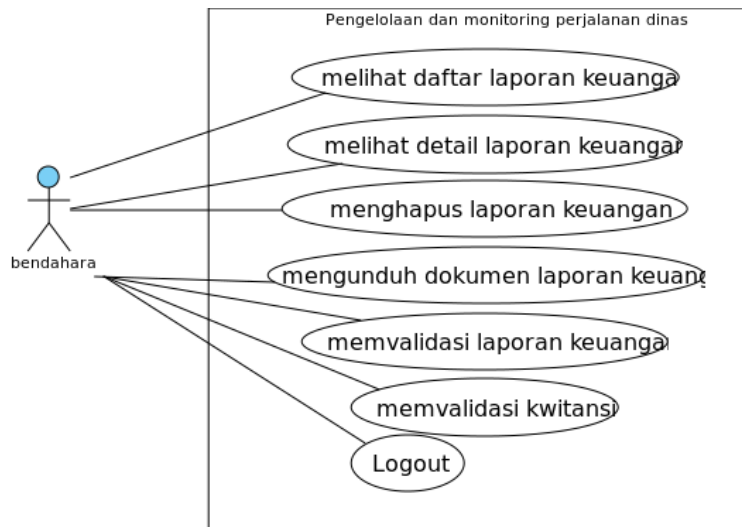 Pengelolaan dan monitoring perjalanan dinas
melihat daftar laporan keuanga
melihat detail laporan keuangan
menghapus laporan keuangan
bendahara
mengunduh dokumen laporan keuang
memvalidasi laporan keuanga
memvalidasi kwitansi
Logout